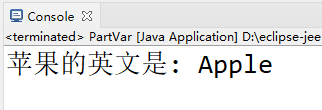 Console
<terminated> PartVar [Java Application] D:\eclipse-jee
苹果的英文是: Apple